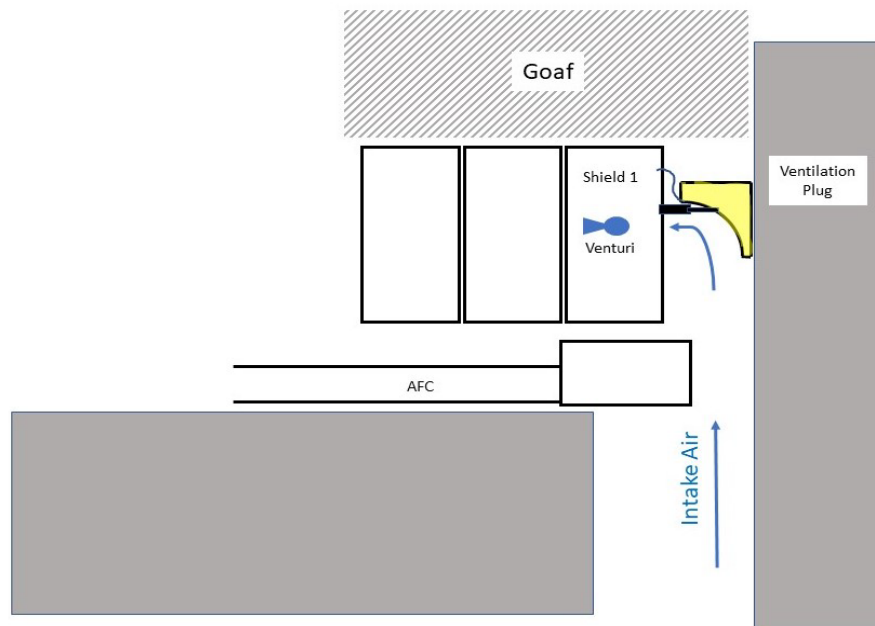 Goaf
Ventilation
Plug
Shield 1
Venturi
AFC
Intake Air